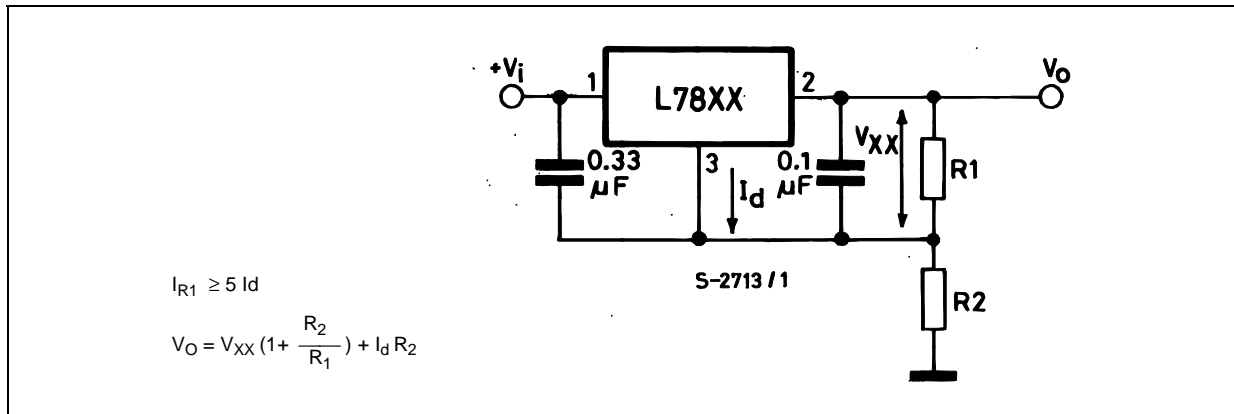 +Vi
1
L78XX
2
Vo
0.33
µF
3
Id
0.1
µF
VXX
R1
S-2713/1
R2
IR1 ≥ 5 Id
VO = VXX (1+ R2/R1) + Id R2